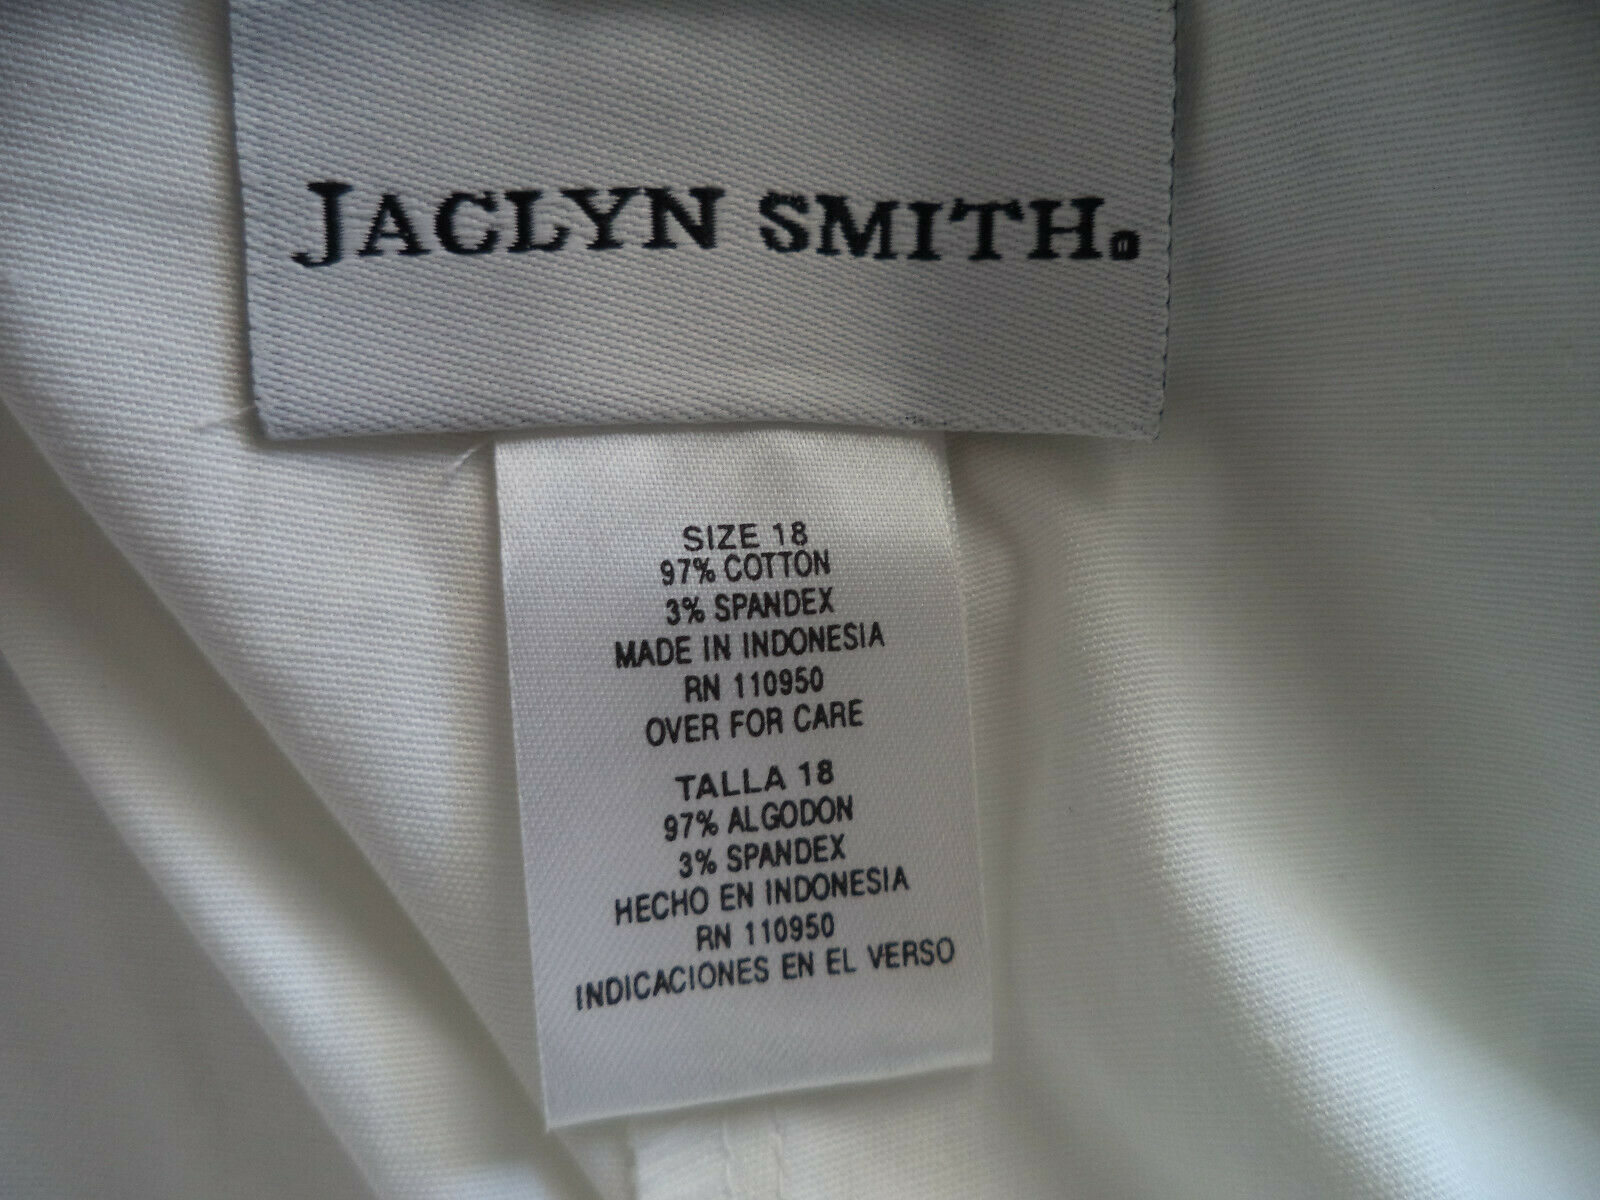 JACLYN SMITH®
SIZE 18
97% COTTON
3% SPANDEX
MADE IN INDONESIA
RN 110950
OVER FOR CARE
TALLA 18
97% ALGODON
3% SPANDEX
HECHO EN INDONESIA
RN 110950
INDICACIONES EN EL VERSO